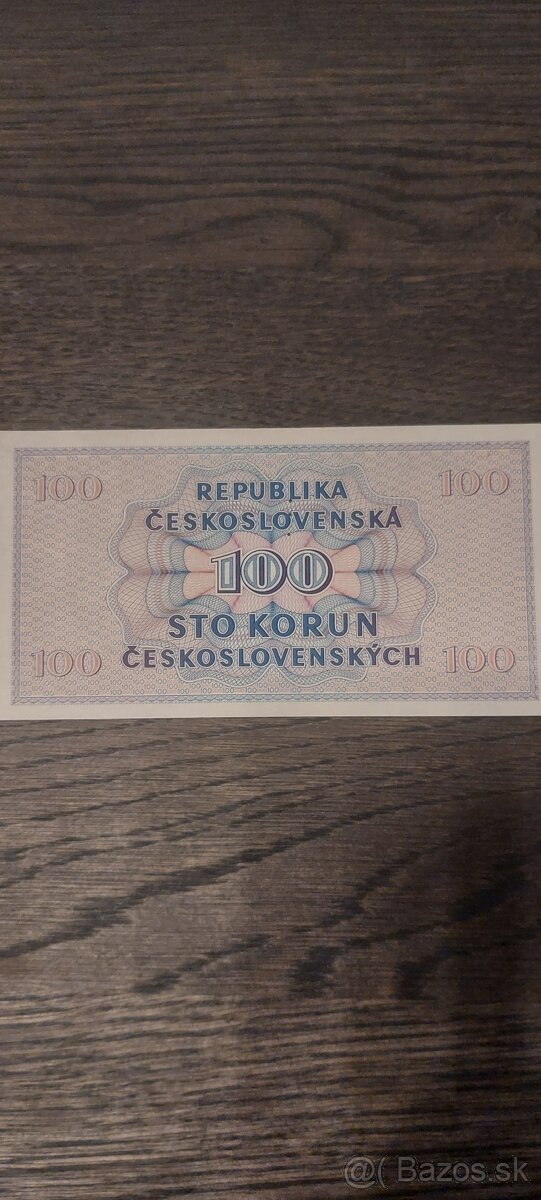 100 100
REPUBLIKA
ČESKOSLOVENSKÁ
100
STO KORUN
ČESKOSLOVENSKÝCH
100 100
@( Bazos.sk